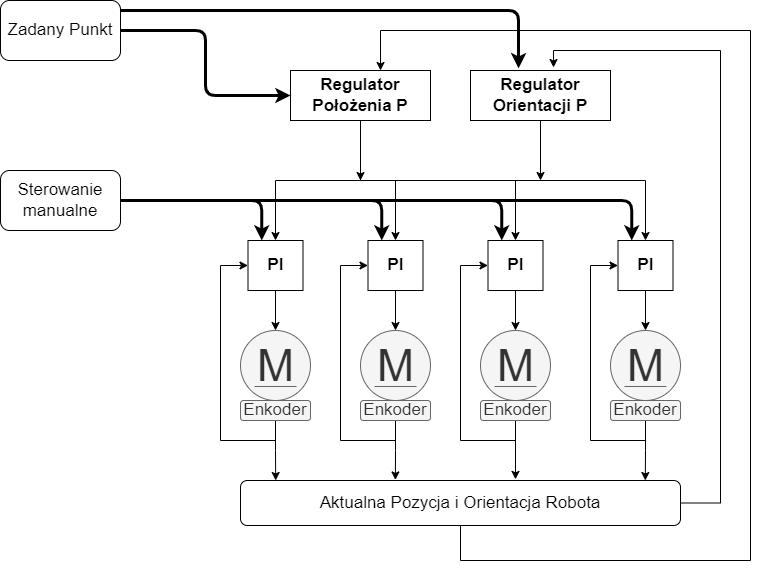 Zadany Punkt
Regulator
Położenia P
Regulator
Orientacji P
Sterowanie
manualne
PI
PI
PI
PI
M
M
M
M
Enkoder
Enkoder
Enkoder
Enkoder
Aktualna Pozycja i Orientacja Robota